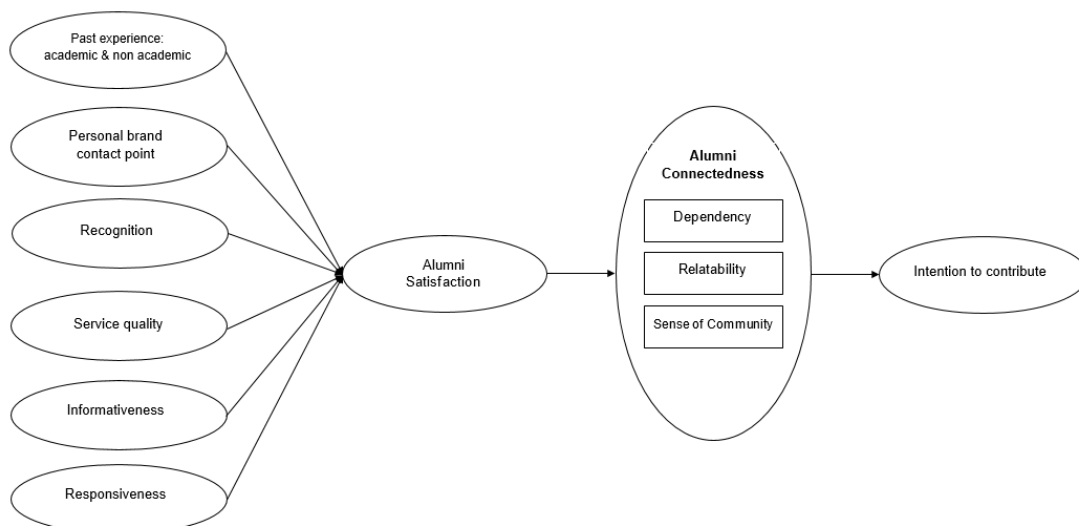 Past experience:
academic & non academic
Personal brand
contact point
Recognition
Service quality
Informativeness
Responsiveness
Alumni
Satisfaction
Alumni
Connectedness
Dependency
Relatability
Sense of Community
Intention to contribute